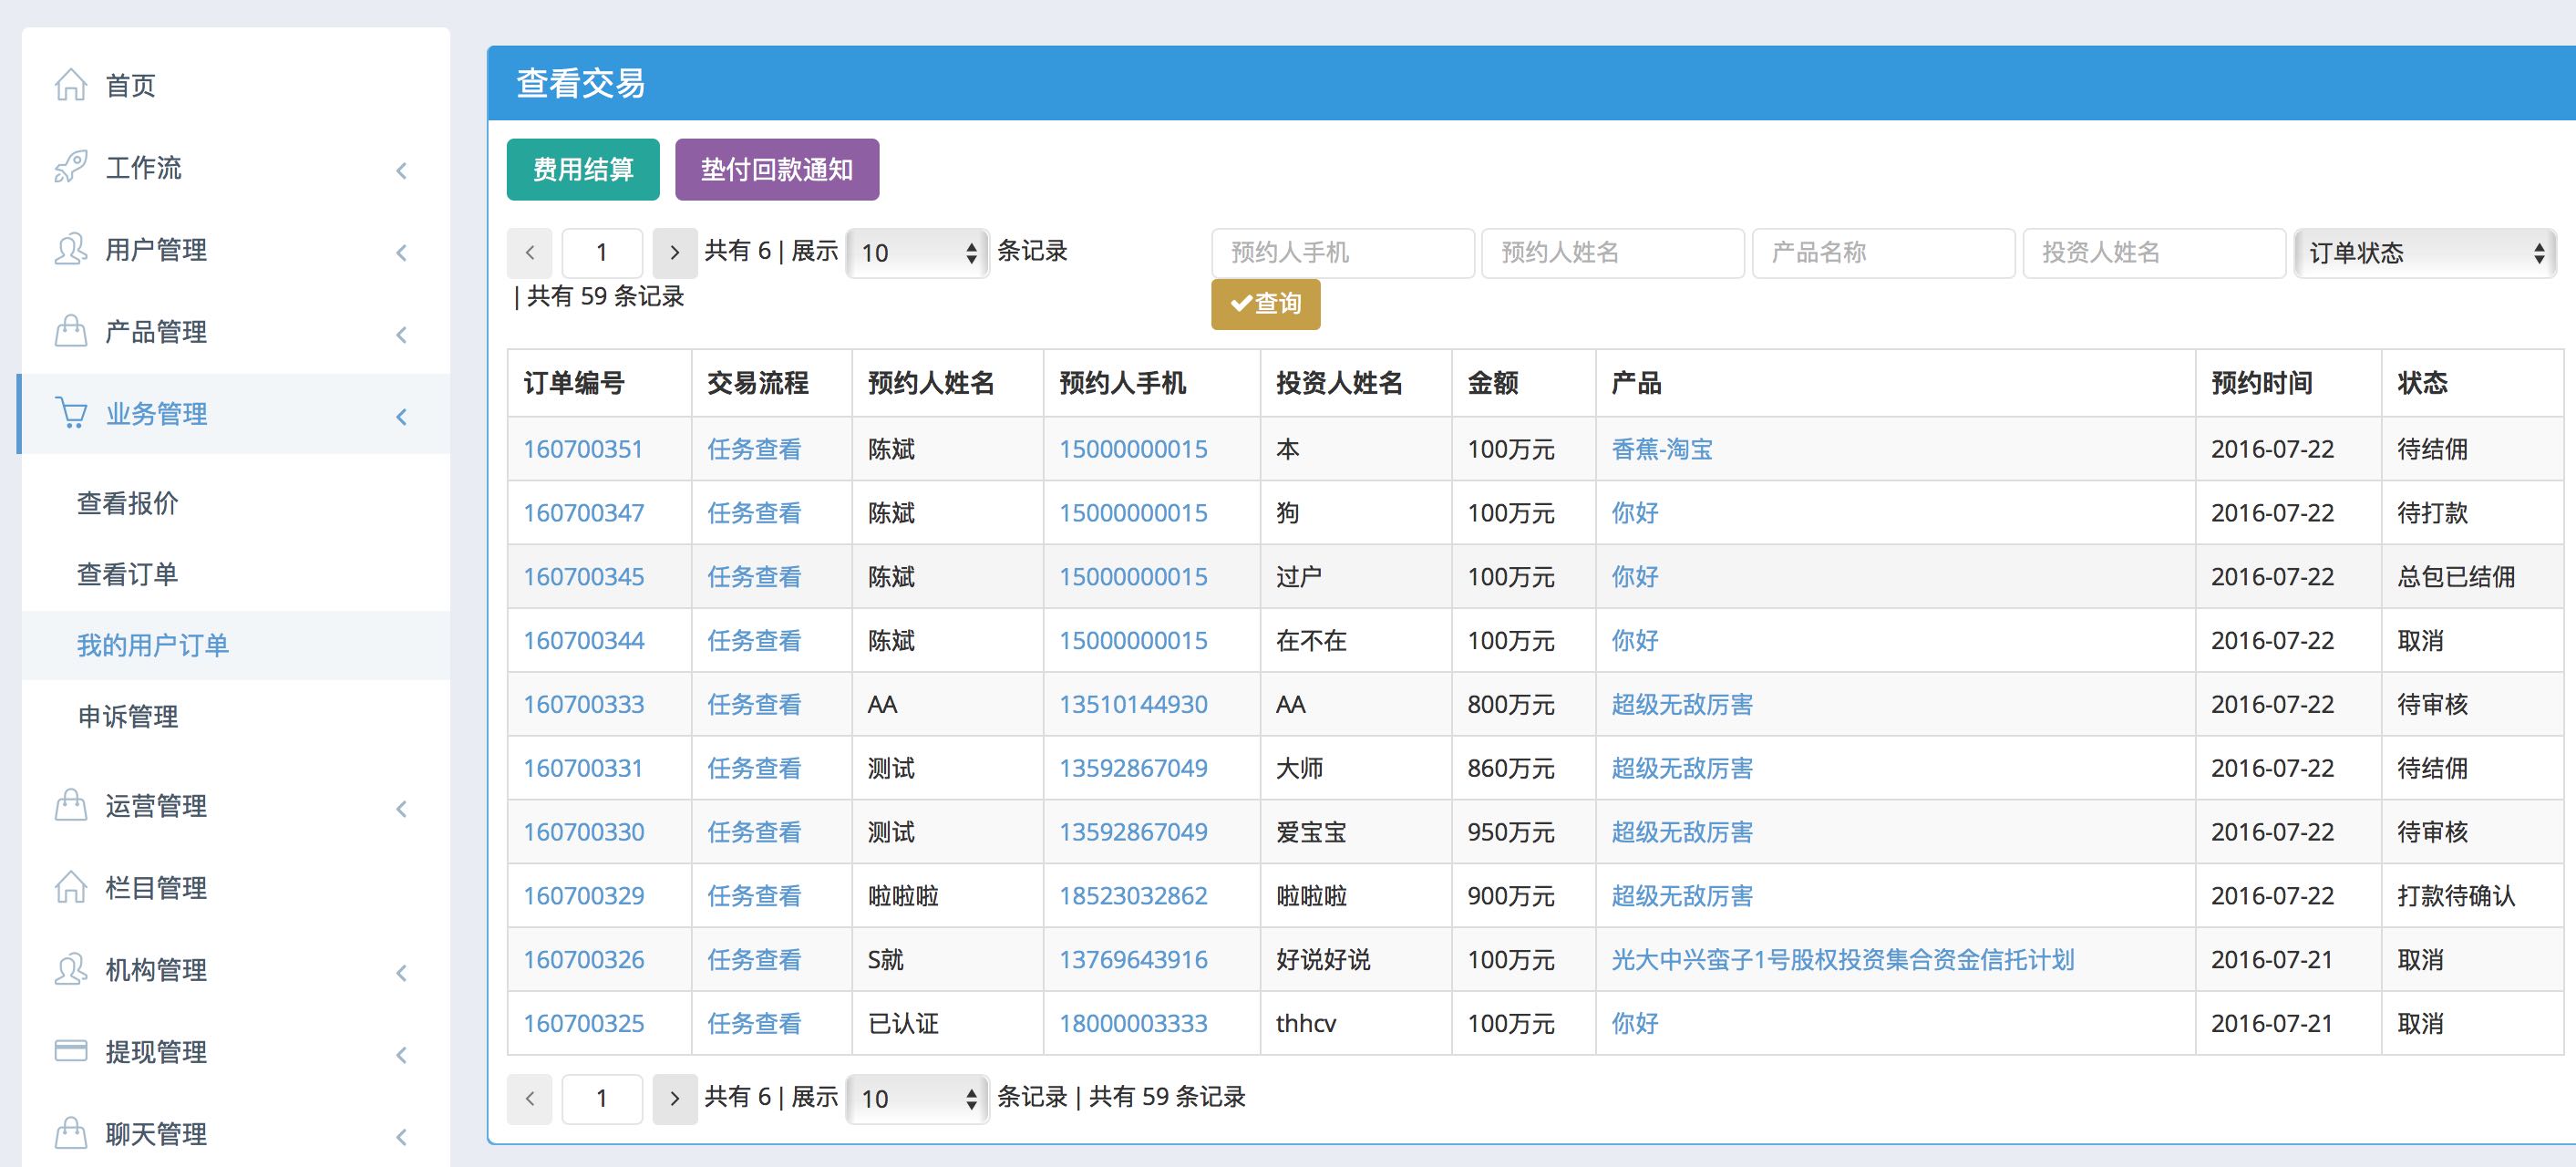 首页
工作流
用户管理
产品管理
业务管理
查看报价
查看订单
我的用户订单
申诉管理
运营管理
栏目管理
机构管理
提现管理
聊天管理
查看交易
费用结算 垫付回款通知
1 共有 6 | 展示 10 条记录
| 共有 59 条记录
预约人手机 预约人姓名 产品名称 投资人姓名 订单状态
查询
订单编号 交易流程 预约人姓名 预约人手机 投资人姓名 金额 产品 预约时间 状态
160700351 任务查看 陈斌 15000000015 本 100万元 香蕉-淘宝 2016-07-22 待结佣
160700347 任务查看 陈斌 15000000015 狗 100万元 你好 2016-07-22 待打款
160700345 任务查看 陈斌 15000000015 过户 100万元 你好 2016-07-22 总包已结佣
160700344 任务查看 陈斌 15000000015 在不在 100万元 你好 2016-07-22 取消
160700333 任务查看 AA 13510144930 AA 800万元 超级无敌厉害 2016-07-22 待审核
160700331 任务查看 测试 13592867049 大师 860万元 超级无敌厉害 2016-07-22 待结佣
160700330 任务查看 测试 13592867049 爱宝宝 950万元 超级无敌厉害 2016-07-22 待审核
160700329 任务查看 啦啦啦 18523032862 啦啦啦 900万元 超级无敌厉害 2016-07-22 打款待确认
160700326 任务查看 S就 13769643916 好说好说 100万元 光大中兴蛮子1号股权投资集合资金信托计划 2016-07-21 取消
160700325 任务查看 已认证 18000003333 thhcv 100万元 你好 2016-07-21 取消
1 共有 6 | 展示 10 条记录 | 共有 59 条记录